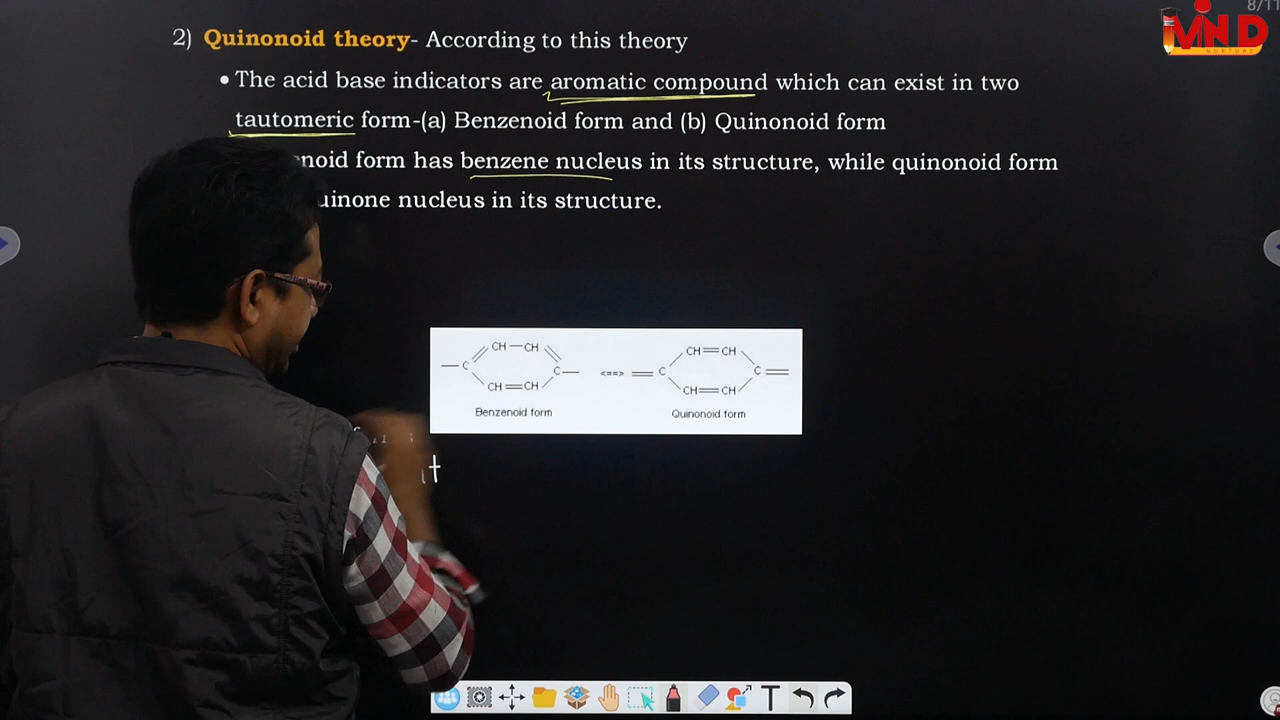 8/11
MIND
NURTURE
2) Quinonoid theory- According to this theory
• The acid base indicators are aromatic compound which can exist in two
tautomeric form-(a) Benzenoid form and (b) Quinonoid form
form has benzene nucleus in its structure, while quinonoid form
nucleus in its structure.
CH — CH CH = CH
— C C — <==> = C C =
CH = CH CH = CH
Benzenoid form Quinonoid form
T